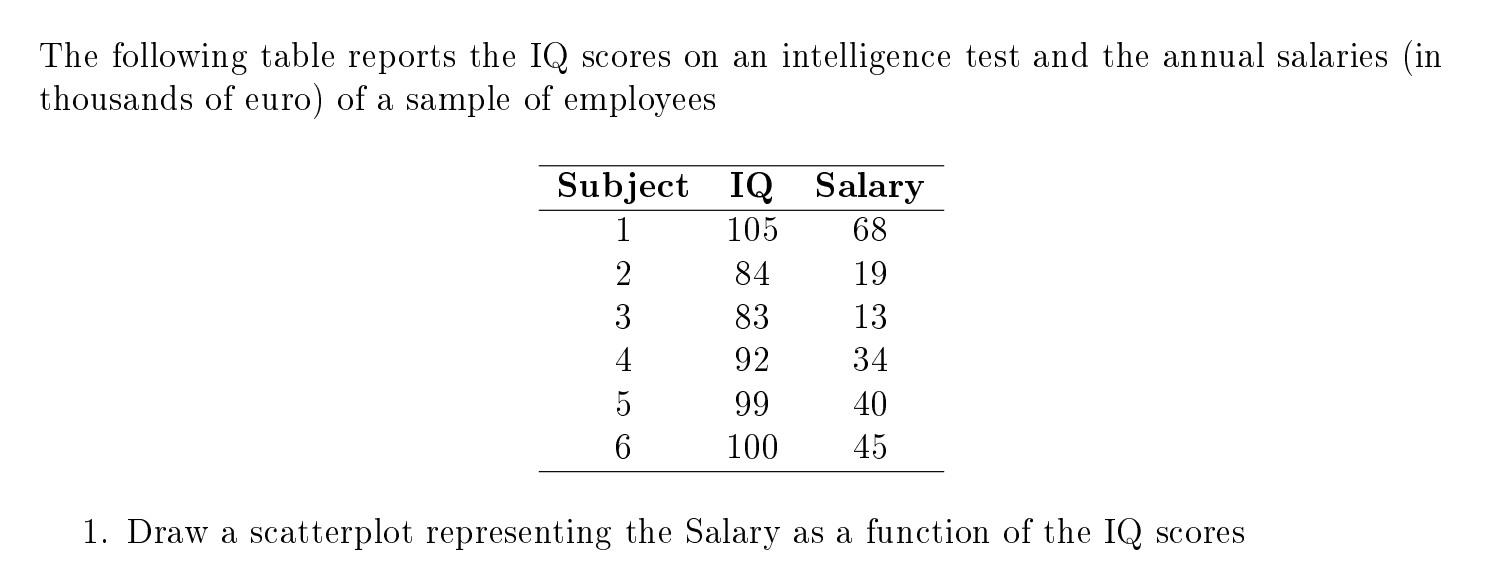 The following table reports the IQ scores on an intelligence test and the annual salaries (in
thousands of euro) of a sample of employees
Subject IQ Salary
1 105 68
2 84 19
3 83 13
4 92 34
5 99 40
6 100 45
1. Draw a scatterplot representing the Salary as a function of the IQ scores